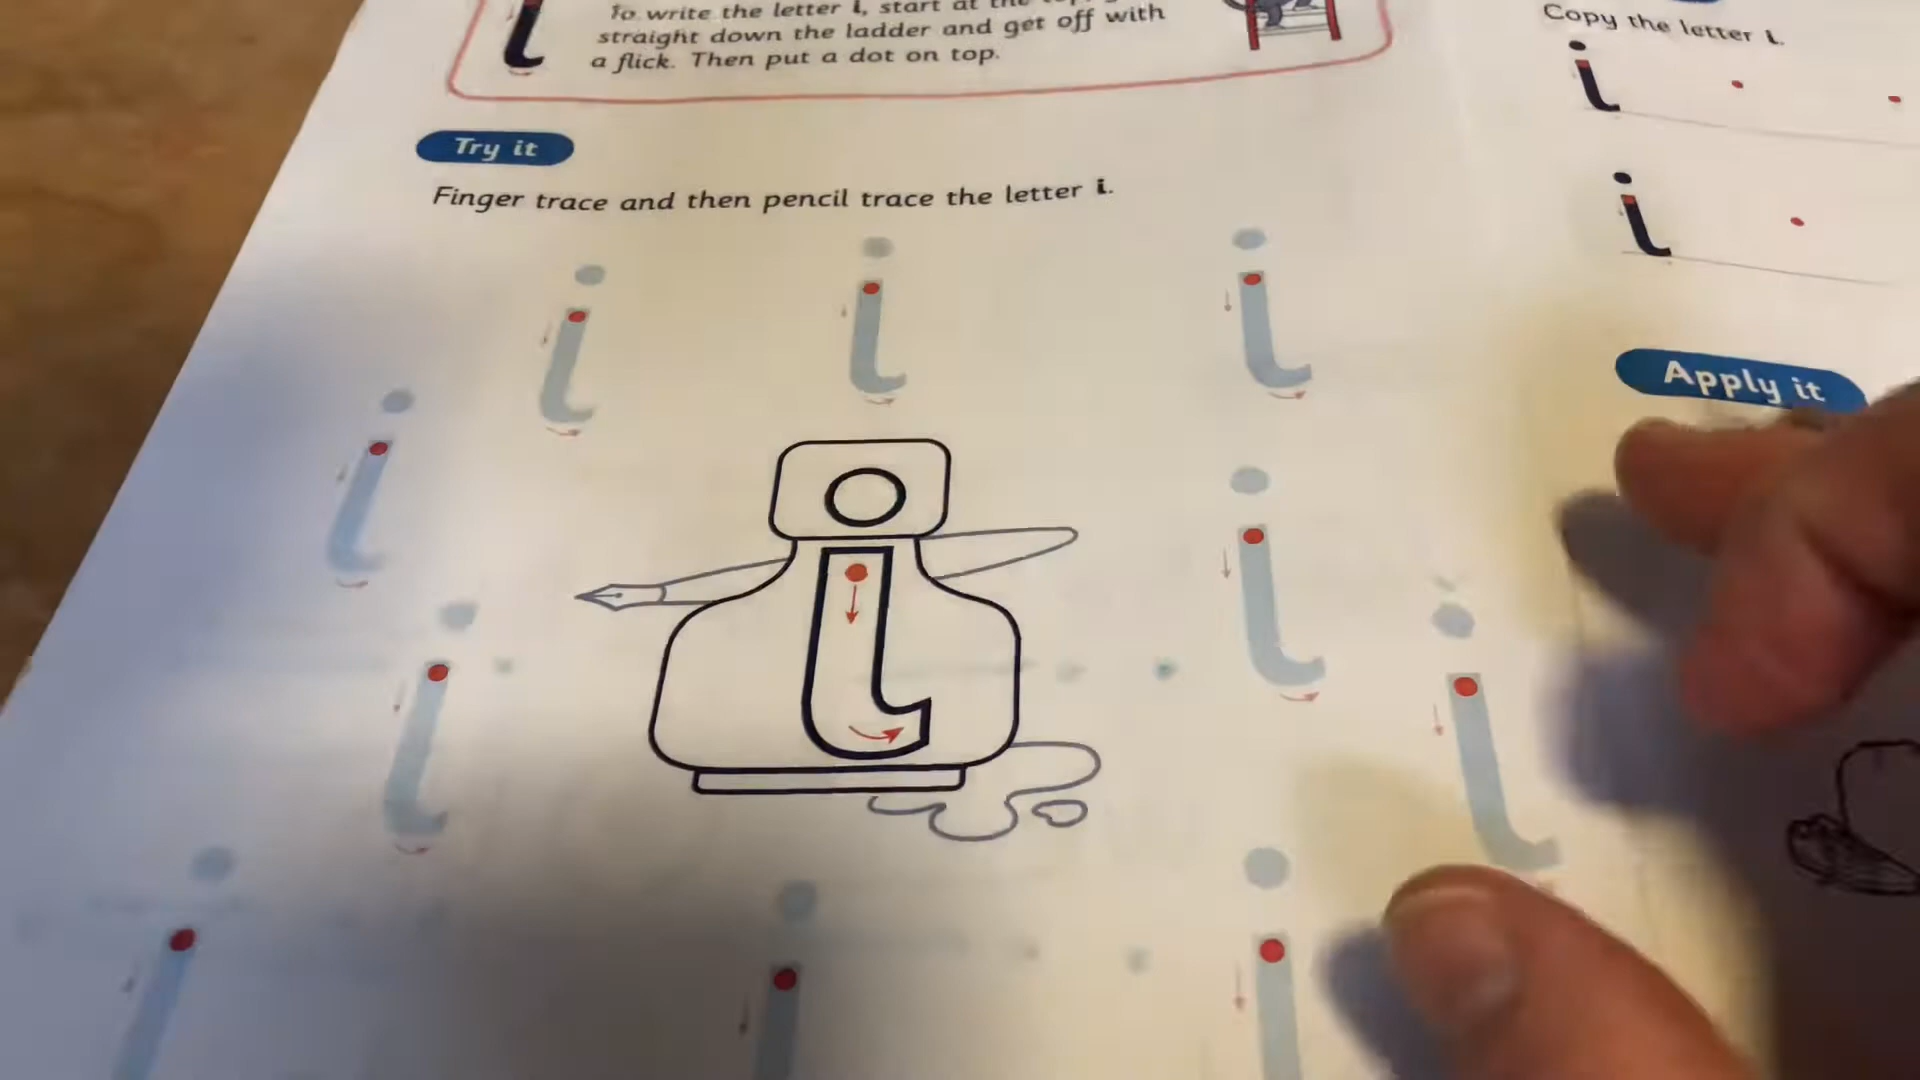 To write the letter i, start at the
straight down the ladder and get off with
a flick. Then put a dot on top.
Try it
Finger trace and then pencil trace the letter i.
i i i
i
i
i
i
i
i i i
Copy the letter i.
i
i
Apply it